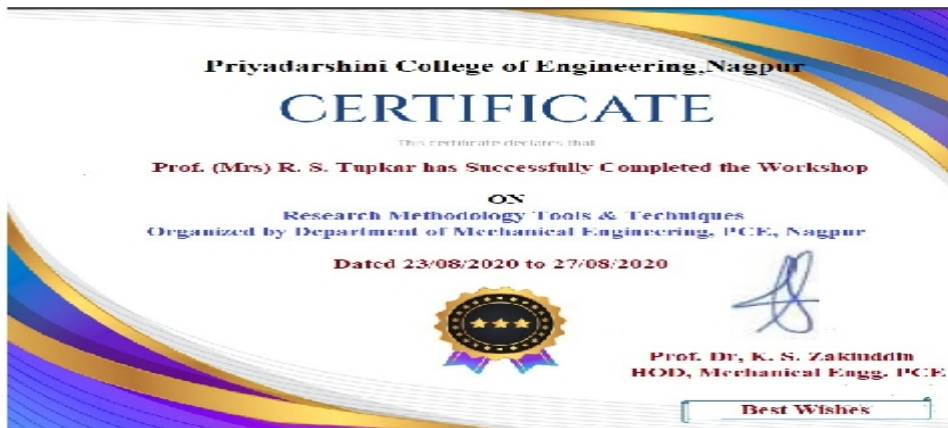 Priyadarshini College of Engineering,Nagpur
CERTIFICATE
This certificate declares that
Prof. (Mrs) R. S. Tupkar has Successfully Completed the Workshop
ON
Research Methodology Tools & Techniques
Organized by Department of Mechanical Engineering, PCE, Nagpur
Dated 23/08/2020 to 27/08/2020
Prof. Dr, K. S. Zakiuddin
HOD, Mechanical Engg. PCE
Best Wishes